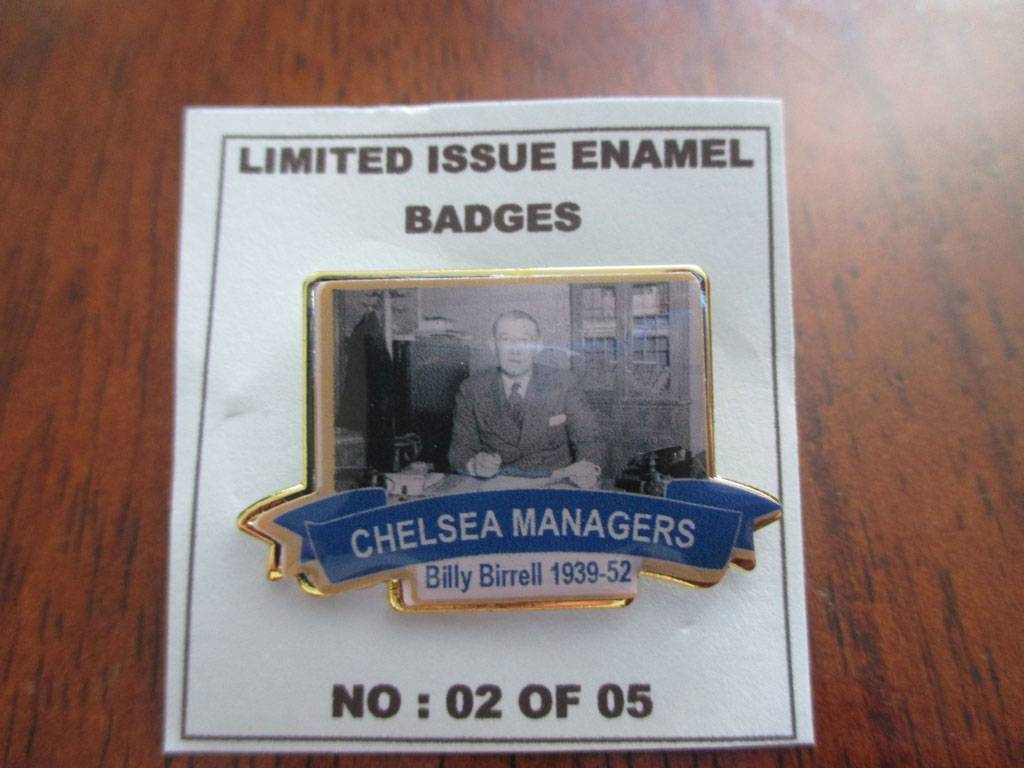 LIMITED ISSUE ENAMEL
BADGES
CHELSEA MANAGERS
Billy Birrell 1939-52
NO : 02 OF 05